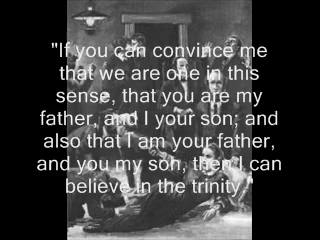 "If you can convince me
that we are one in this
sense, that you are my
father, and I your son; and
also that I am your father,
and you my son, then I can
believe in the trinity."